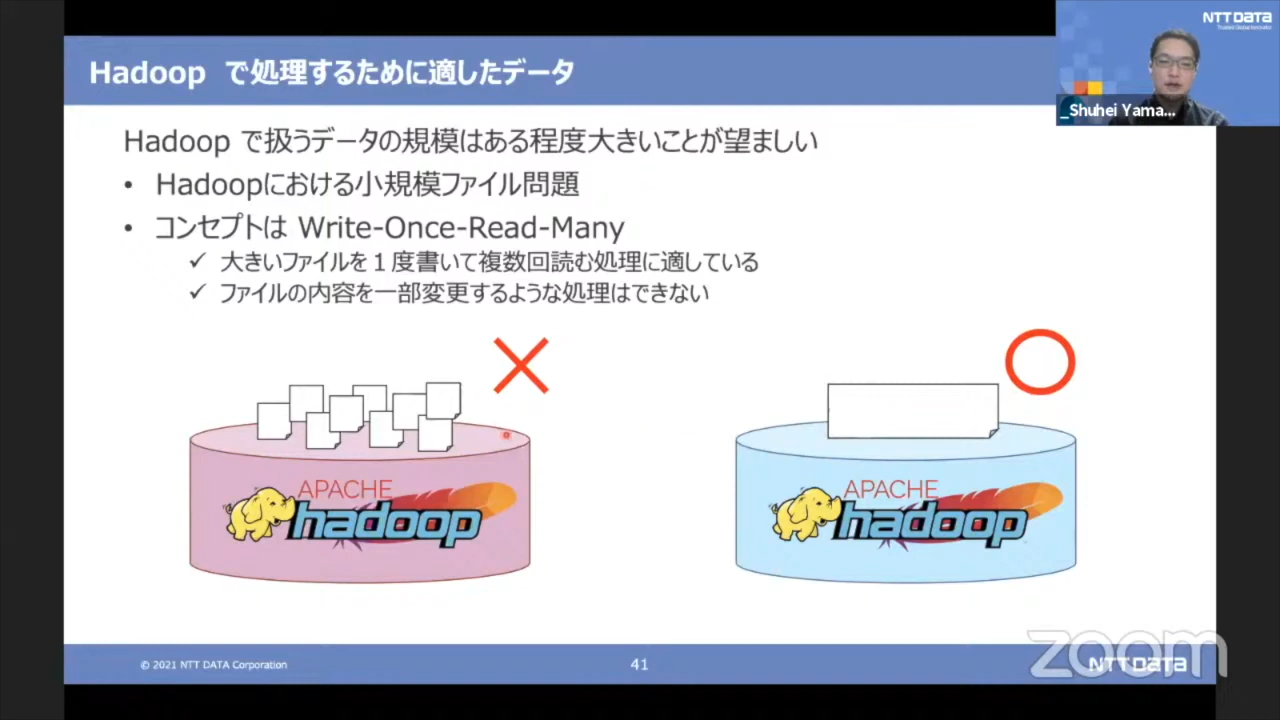 Hadoop で処理するために適したデータ
NTT DATA
Trusted Global Innovator
_Shuhei Yama...
Hadoop で扱うデータの規模はある程度大きいことが望ましい
• Hadoopにおける小規模ファイル問題
• コンセプトは Write-Once-Read-Many
✓ 大きいファイルを１度書いて複数回読む処理に適している
✓ ファイルの内容を一部変更するような処理はできない
APACHE
hadoop
APACHE
hadoop
© 2021 NTT DATA Corporation
41
zoom
NTT DATA